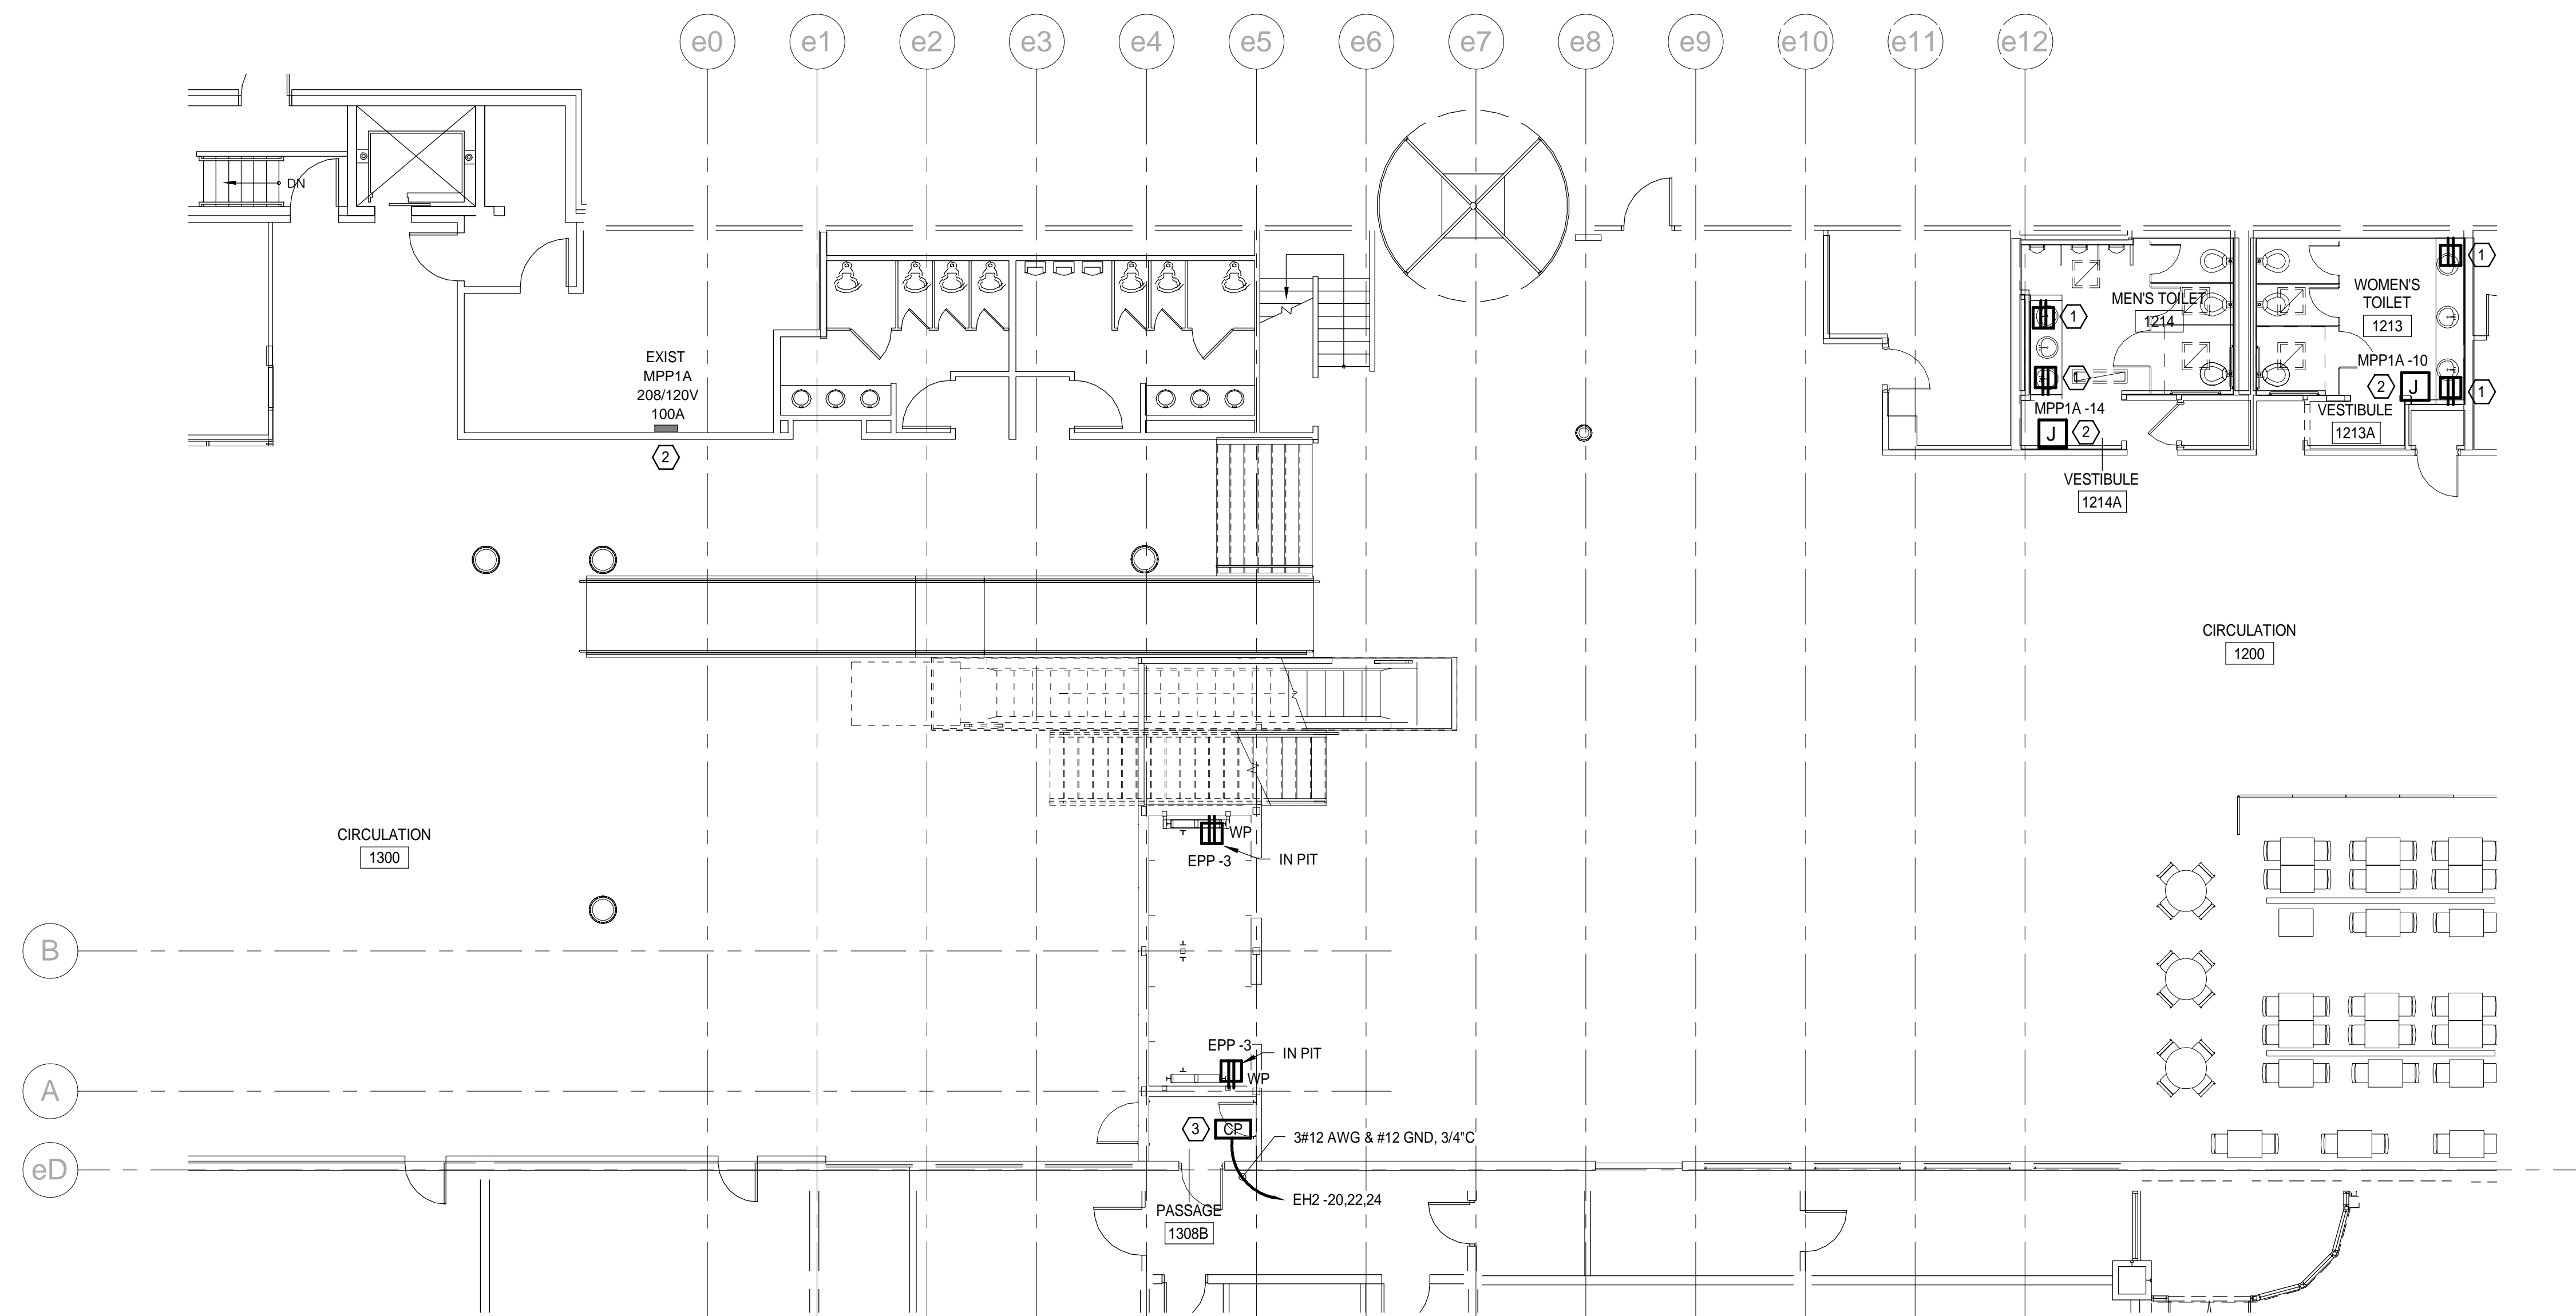 e0 e1 e2 e3 e4 e5 e6 e7 e8 e9 e10 e11 e12
DN
1
WOMEN'S
TOILET
1213
MEN'S TOILET
1214
1
EXIST
MPP1A
208/120V
100A
2
MPP1A -10
2
J
1
1
MPP1A -14
J
2
VESTIBULE
1213A
VESTIBULE
1214A
CIRCULATION
1200
CIRCULATION
1300
WP
EPP -3
IN PIT
B
EPP -3
IN PIT
WP
A
3
CP
3#12 AWG & #12 GND, 3/4"C
eD
EH2 -20,22,24
PASSAGE
1308B